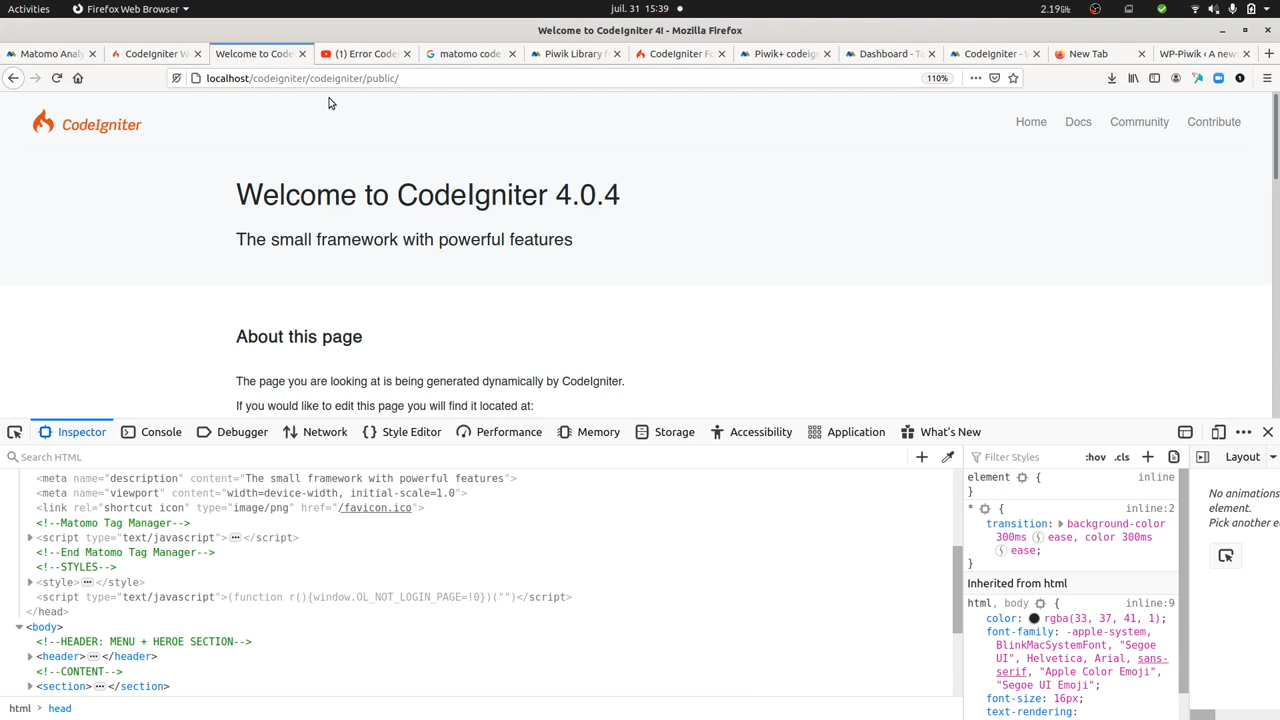 Activities
Firefox Web Browser
juil. 31 15:39
2.19 GiB
Welcome to CodeIgniter 4! - Mozilla Firefox
Matomo Analy
CodeIgniter W
Welcome to Code
(1) Error Code
matomo code
Piwik Library f
CodeIgniter Fo
Piwik+ codeig
Dashboard - Ta
CodeIgniter - V
New Tab
WP-Piwik ‹ A new
localhost/codeigniter/codeigniter/public/
110%
CodeIgniter
Home Docs Community Contribute
Welcome to CodeIgniter 4.0.4
The small framework with powerful features
About this page
The page you are looking at is being generated dynamically by CodeIgniter.
If you would like to edit this page you will find it located at:
Inspector Console Debugger Network Style Editor Performance Memory Storage Accessibility Application What's New
Search HTML
<meta name="description" content="The small framework with powerful features">
<meta name="viewport" content="width=device-width, initial-scale=1.0">
<link rel="shortcut icon" type="image/png" href="/favicon.ico">
<!--Matomo Tag Manager-->
<script type="text/javascript"> ••• </script>
<!--End Matomo Tag Manager-->
<!--STYLES-->
<style> ••• </style>
<script type="text/javascript">(function r(){window.OL_NOT_LOGIN_PAGE=!0})("")</script>
</head>
<body>
<!--HEADER: MENU + HEROE SECTION-->
<header> ••• </header>
<!--CONTENT-->
<section> ••• </section>
html > head
Filter Styles
:hov .cls
element { inline
}
* { inline:2
transition: background-color
300ms ease, color 300ms
ease;
}
Inherited from html
html, body { inline:9
color: rgba(33, 37, 41, 1);
font-family: -apple-system,
BlinkMacSystemFont, "Segoe
UI", Helvetica, Arial, sans-
serif, "Apple Color Emoji",
"Segoe UI Emoji";
font-size: 16px;
text-rendering:
Layout
No animations
element.
Pick another e